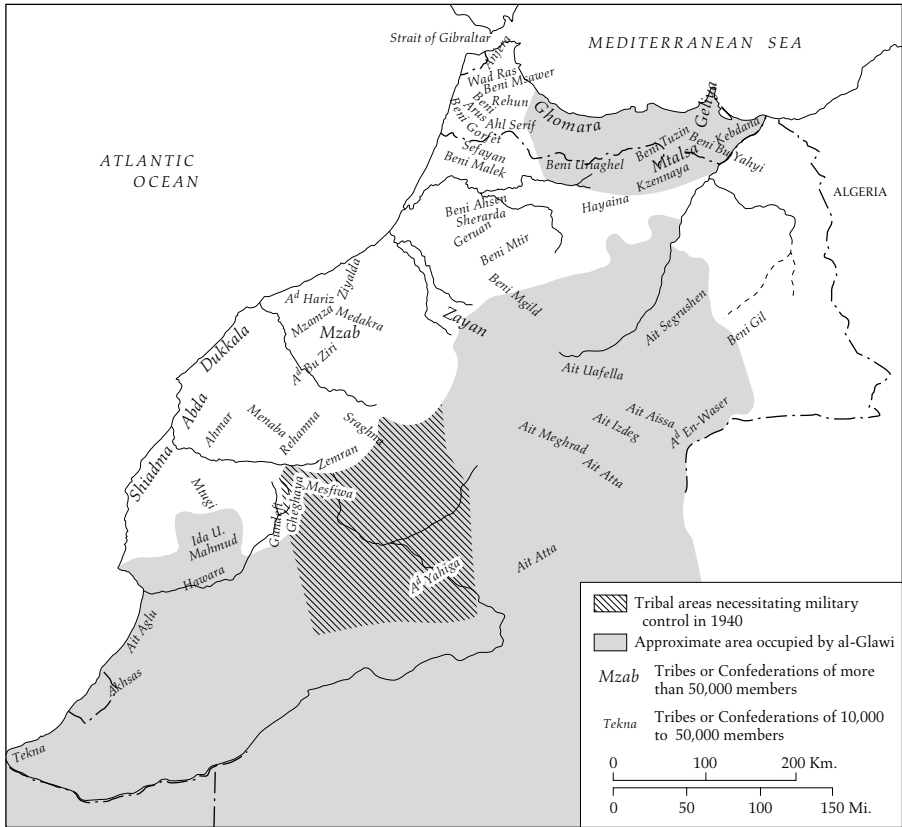 Strait of Gibraltar
MEDITERRANEAN SEA
Anjera
Wad Ras
Beni Msawer
Beni
Arus
Rehun
Ahl Serif
Beni Gorfet
Sefayan
Beni Malek
Ghomara
Geliya
Kebdana
Beni Tuzin
Beni Bu Yahyi
Mtalsa
Beni Uriaghel
Kzennaya
ATLANTIC
OCEAN
ALGERIA
Hayaina
Beni Ahsen
Sherarda
Geruan
Beni Mtir
Beni Mgild
Zayan
Ziyalda
Ad Hariz
Mzamza
Medakra
Mzab
Ad Bu Ziri
Dukkala
Abda
Ahmar
Menaba
Rehamna
Sraghna
Zemran
Shiadma
Mtugi
Ida U.
Mahmud
Hawara
Gundefi
Gheghaya
Mesfiwa
Ad Yahiga
Ait Segrushen
Beni Gil
Ait Uafella
Ait Aissa
Ait Izdeg
Ad En-Waser
Ait Meghrad
Ait Atta
Ait Atta
Ait Aglu
Akhsas
Tekna
Tribal areas necessitating military
control in 1940
Approximate area occupied by al-Glawi
Mzab
Tribes or Confederations of more
than 50,000 members
Tekna
Tribes or Confederations of 10,000
to 50,000 members
0 100 200 Km.
0 50 100 150 Mi.